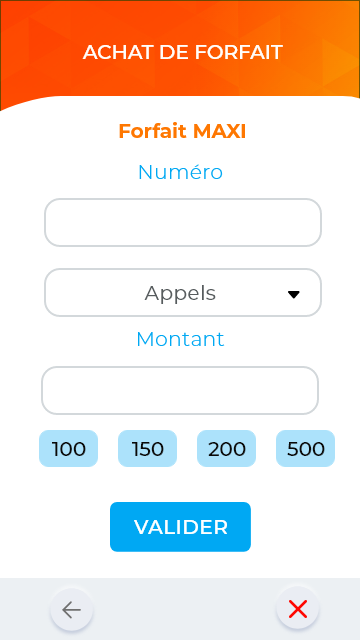 ACHAT DE FORFAIT
Forfait MAXI
Numéro
Appels
Montant
100 150 200 500
VALIDER